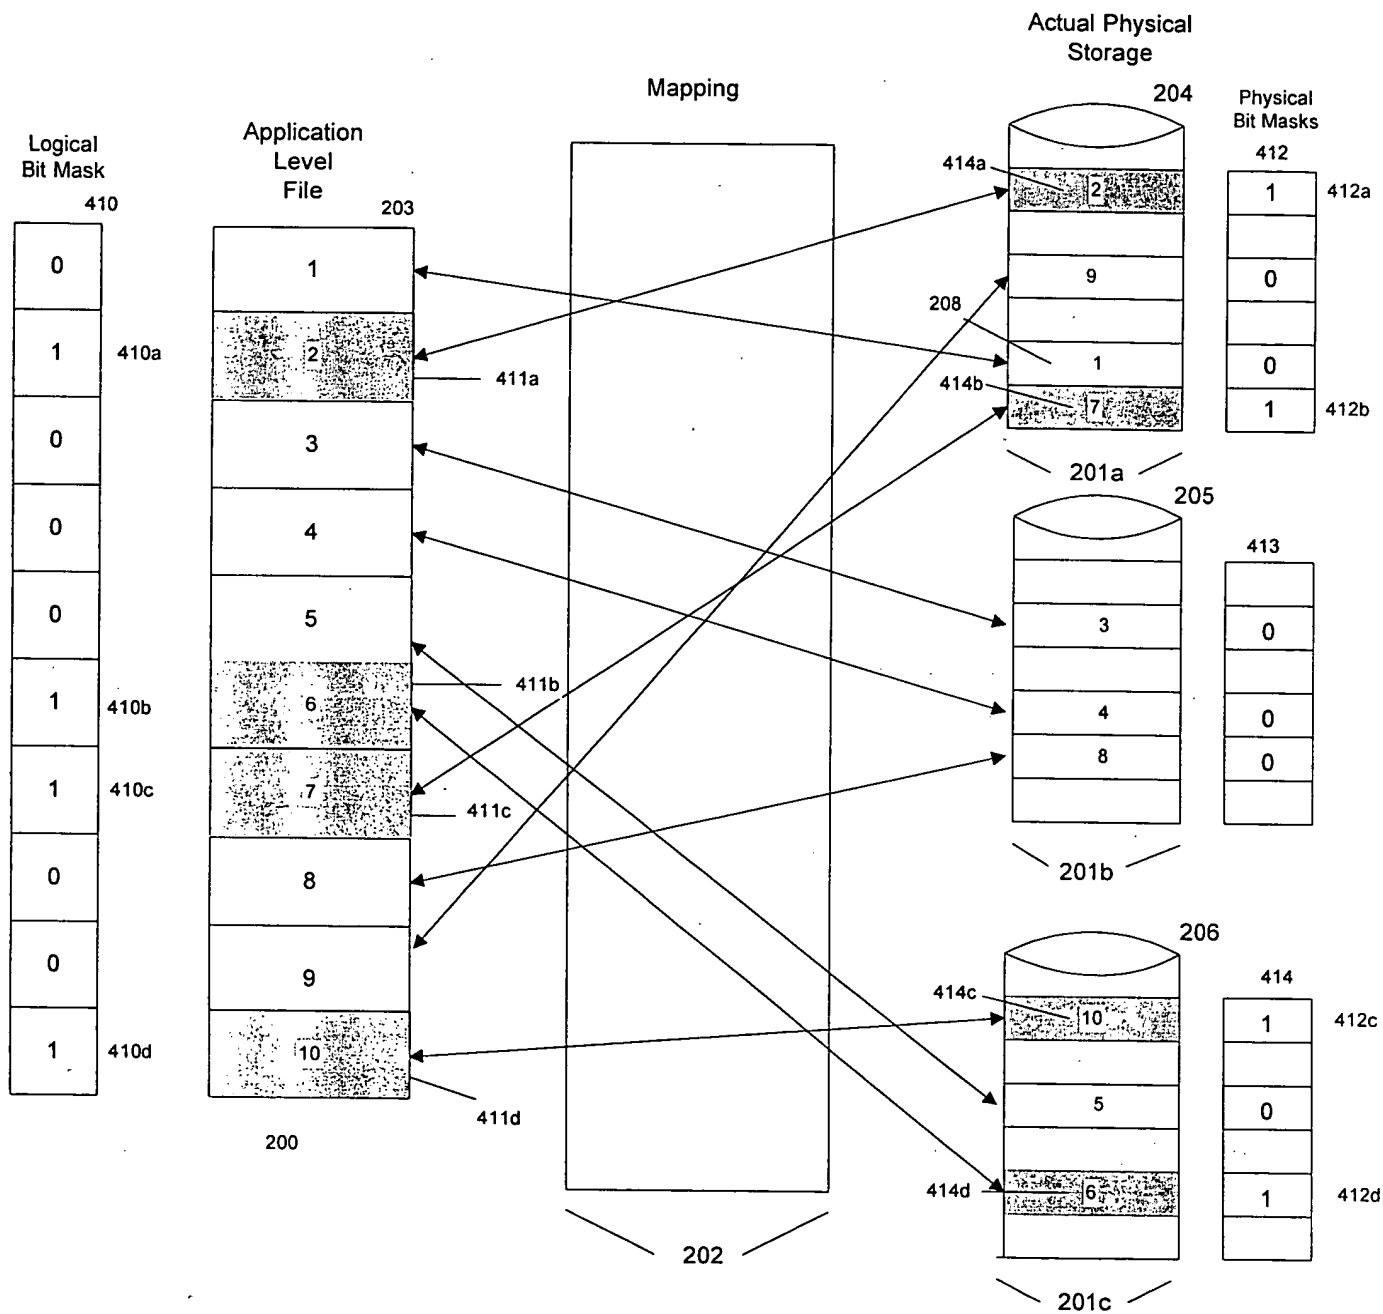 Actual Physical
Storage
Mapping
204
Physical
Bit Masks
Logical
Bit Mask
Application
Level
File
410
203
412
414a
2
1
412a
0
1
9
0
1
410a
2
411a
208
1
0
414b
7
1
412b
0
3
201a
205
0
4
413
0
5
3
0
1
410b
6
411b
4
0
8
0
1
410c
7
411c
0
8
201b
0
9
206
414
414c
10
1
412c
1
410d
10
411d
5
0
200
414d
6
1
412d
202
201c